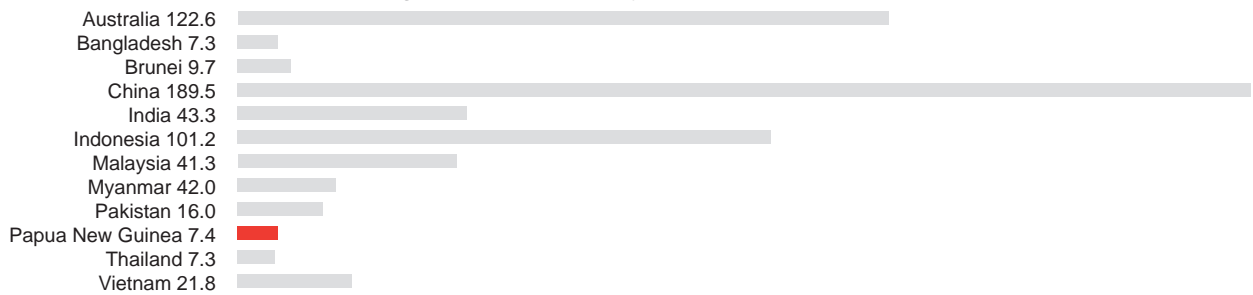 Australia 122.6
Bangladesh 7.3
Brunei 9.7
China 189.5
India 43.3
Indonesia 101.2
Malaysia 41.3
Myanmar 42.0
Pakistan 16.0
Papua New Guinea 7.4
Thailand 7.3
Vietnam 21.8